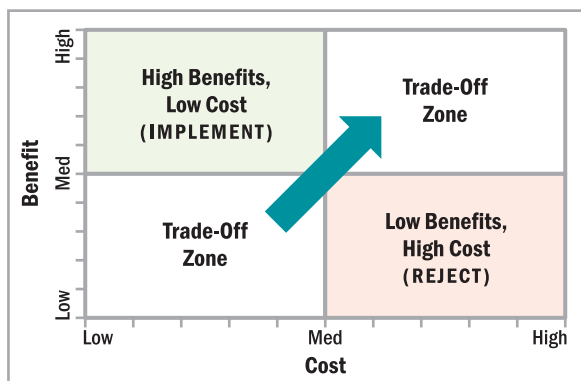 High
High Benefits,
Low Cost
(IMPLEMENT)
Trade-Off
Zone
Benefit
Med
Trade-Off
Zone
Low Benefits,
High Cost
(REJECT)
Low
Low
Med
High
Cost